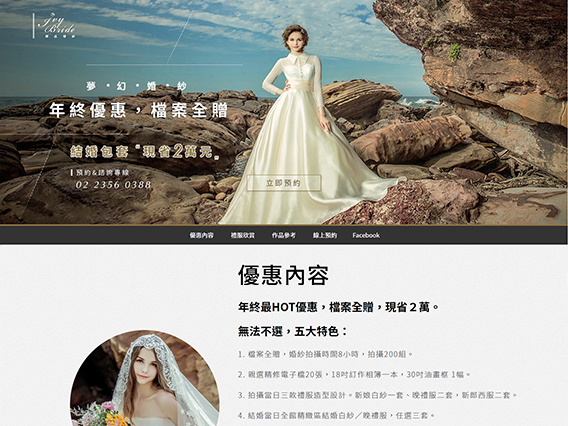 Ivy
Bride
夢•幻•婚•紗
年終優惠，檔案全贈
結婚包套 "現省2萬元"
預約&諮詢專線
02 2356 0388
立即預約
優惠內容 禮服欣賞 作品參考 線上預約 Facebook
優惠內容
年終最HOT優惠，檔案全贈，現省２萬。
無法不選，五大特色：
1. 檔案全贈，婚紗拍攝時間8小時，拍攝200組。
2. 親選精修電子檔20張，18吋訂作相簿一本，30吋油畫框 1幅。
3. 拍攝當日三款禮服造型設計。新娘白紗一套、晚禮服二套，新郎西服二套。
4. 結婚當日全館精緻區結婚白紗／晚禮服，任選三套。